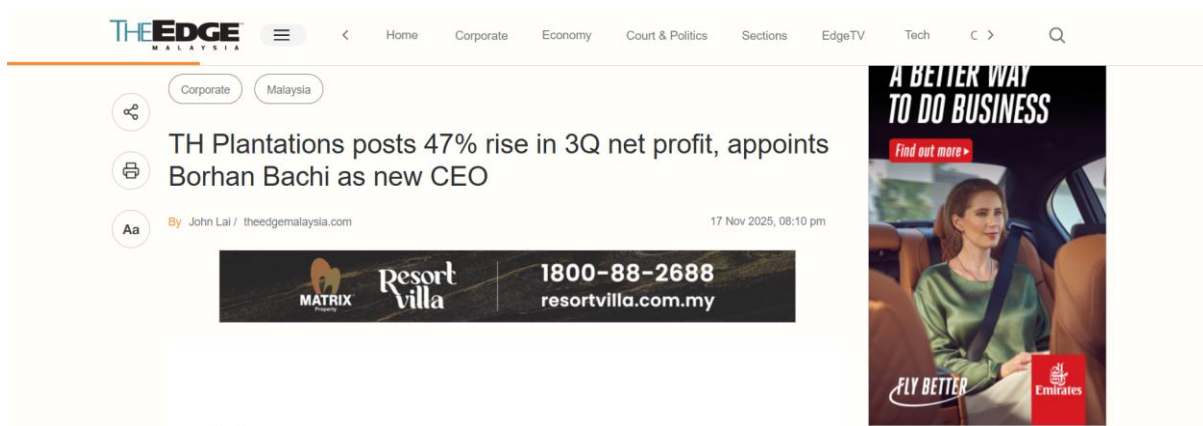 THE EDGE
MALAYSIA
Home Corporate Economy Court & Politics Sections EdgeTV Tech
Corporate Malaysia
TH Plantations posts 47% rise in 3Q net profit, appoints
Borhan Bachi as new CEO
Aa
By John Lai / theedgemalaysia.com 17 Nov 2025, 08:10 pm
MATRIX
Property
Resort
villa
1800-88-2688
resortvilla.com.my
A BETTER WAY
TO DO BUSINESS
Find out more
FLY BETTER
Emirates